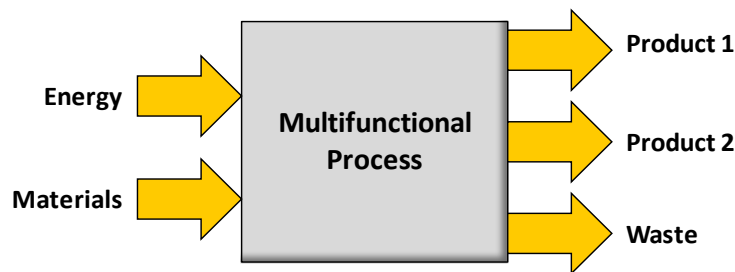 Energy
Materials
Multifunctional
Process
Product 1
Product 2
Waste